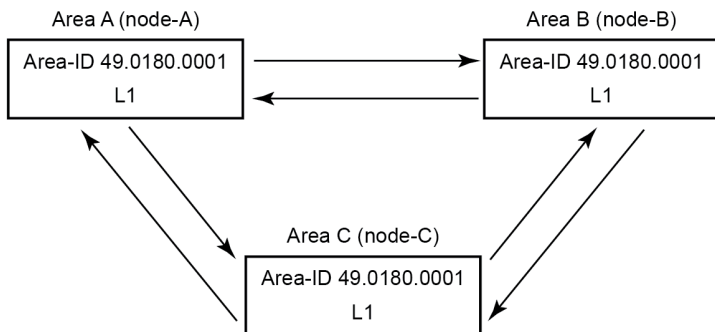 Area A (node-A)
Area-ID 49.0180.0001
L1
Area B (node-B)
Area-ID 49.0180.0001
L1
Area C (node-C)
Area-ID 49.0180.0001
L1